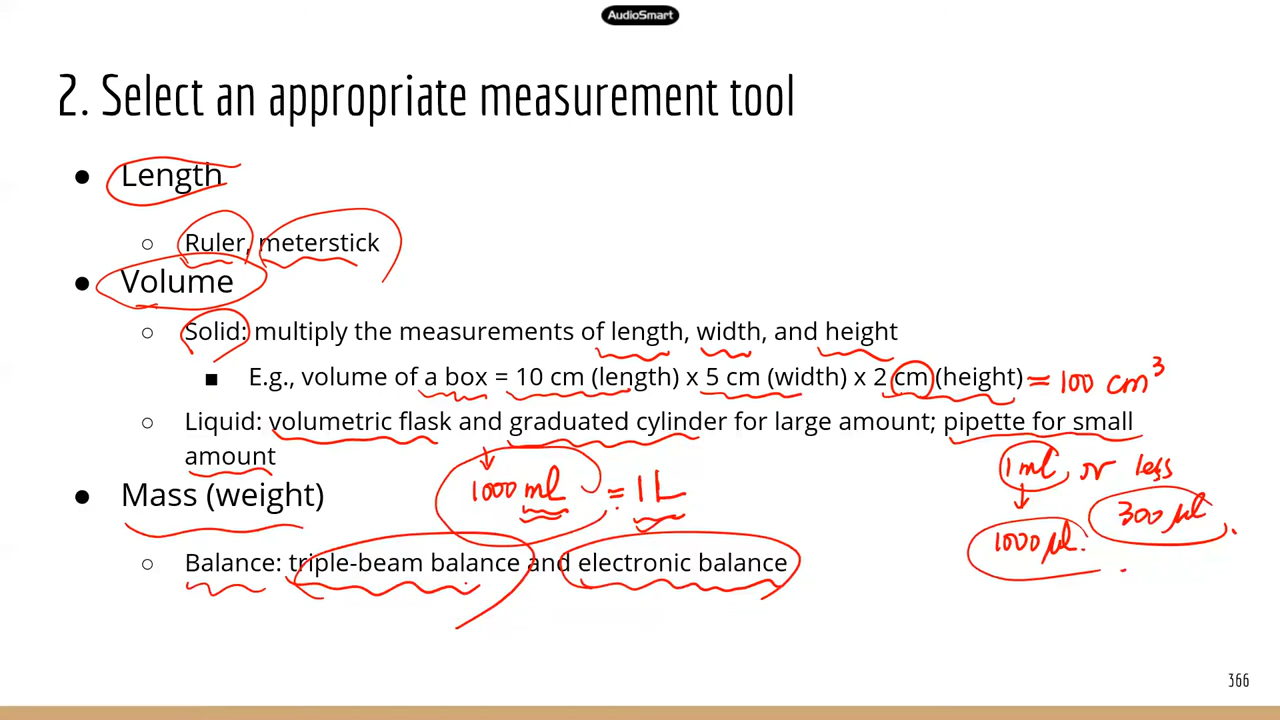 AudioSmart
2. Select an appropriate measurement tool
● Length
○ Ruler, meterstick
● Volume
○ Solid: multiply the measurements of length, width, and height
■ E.g., volume of a box = 10 cm (length) x 5 cm (width) x 2 cm (height) = 100 cm³
○ Liquid: volumetric flask and graduated cylinder for large amount; pipette for small
amount
1000 ml = 1 L
1 ml or less
1000 μl.
300 μl.
● Mass (weight)
○ Balance: triple-beam balance and electronic balance
366